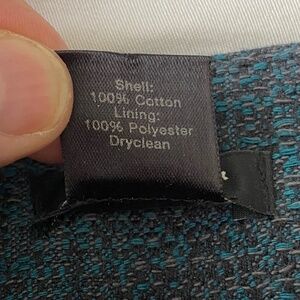 Shell:
100% Cotton
Lining:
100% Polyester
Dryclean